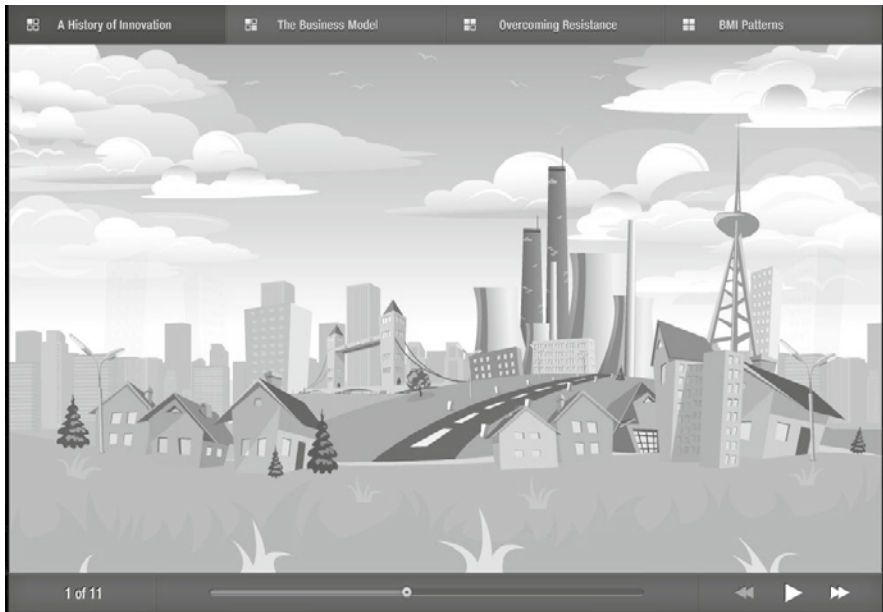 A History of Innovation
The Business Model
Overcoming Resistance
BMI Patterns
1 of 11